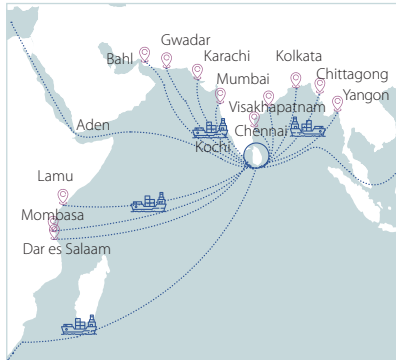 Gwadar
Bahl
Karachi
Kolkata
Mumbai
Chittagong
Visakhapatnam
Yangon
Aden
Chennai
Kochi
Lamu
Mombasa
Dar es Salaam